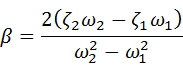 β = 2(ζ₂ω₂ − ζ₁ω₁) / ω₂² − ω₁²